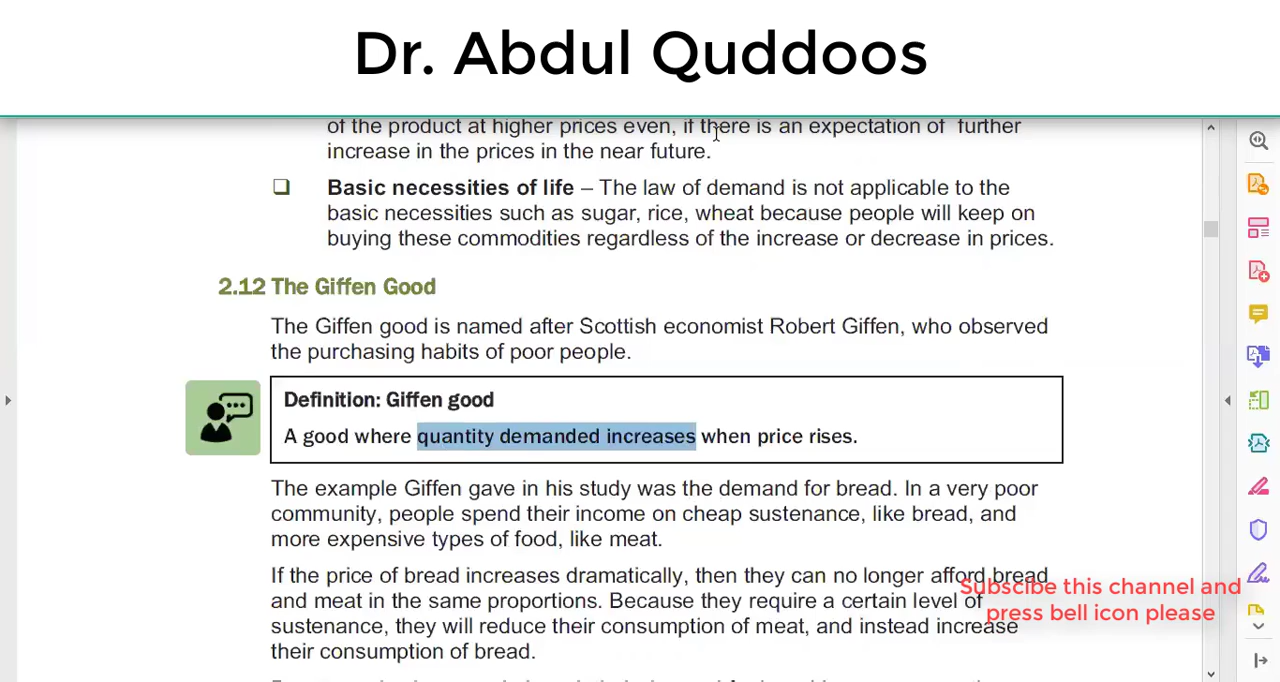 Dr. Abdul Quddoos
of the product at higher prices even, if there is an expectation of further
increase in the prices in the near future.
Basic necessities of life – The law of demand is not applicable to the
basic necessities such as sugar, rice, wheat because people will keep on
buying these commodities regardless of the increase or decrease in prices.
2.12 The Giffen Good
The Giffen good is named after Scottish economist Robert Giffen, who observed
the purchasing habits of poor people.
Definition: Giffen good
A good where quantity demanded increases when price rises.
The example Giffen gave in his study was the demand for bread. In a very poor
community, people spend their income on cheap sustenance, like bread, and
more expensive types of food, like meat.
If the price of bread increases dramatically, then they can no longer afford bread
and meat in the same proportions. Because they require a certain level of
sustenance, they will reduce their consumption of meat, and instead increase
their consumption of bread.
Subscibe this channel and
press bell icon please